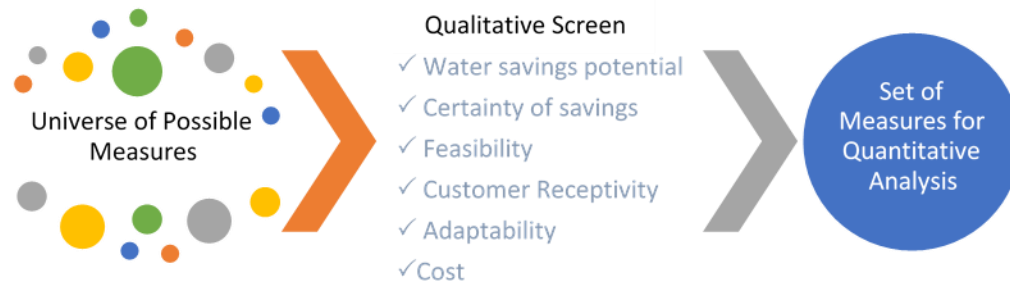 Universe of Possible
Measures
Qualitative Screen
✓ Water savings potential
✓ Certainty of savings
✓ Feasibility
✓ Customer Receptivity
✓ Adaptability
✓Cost
Set of
Measures for
Quantitative
Analysis